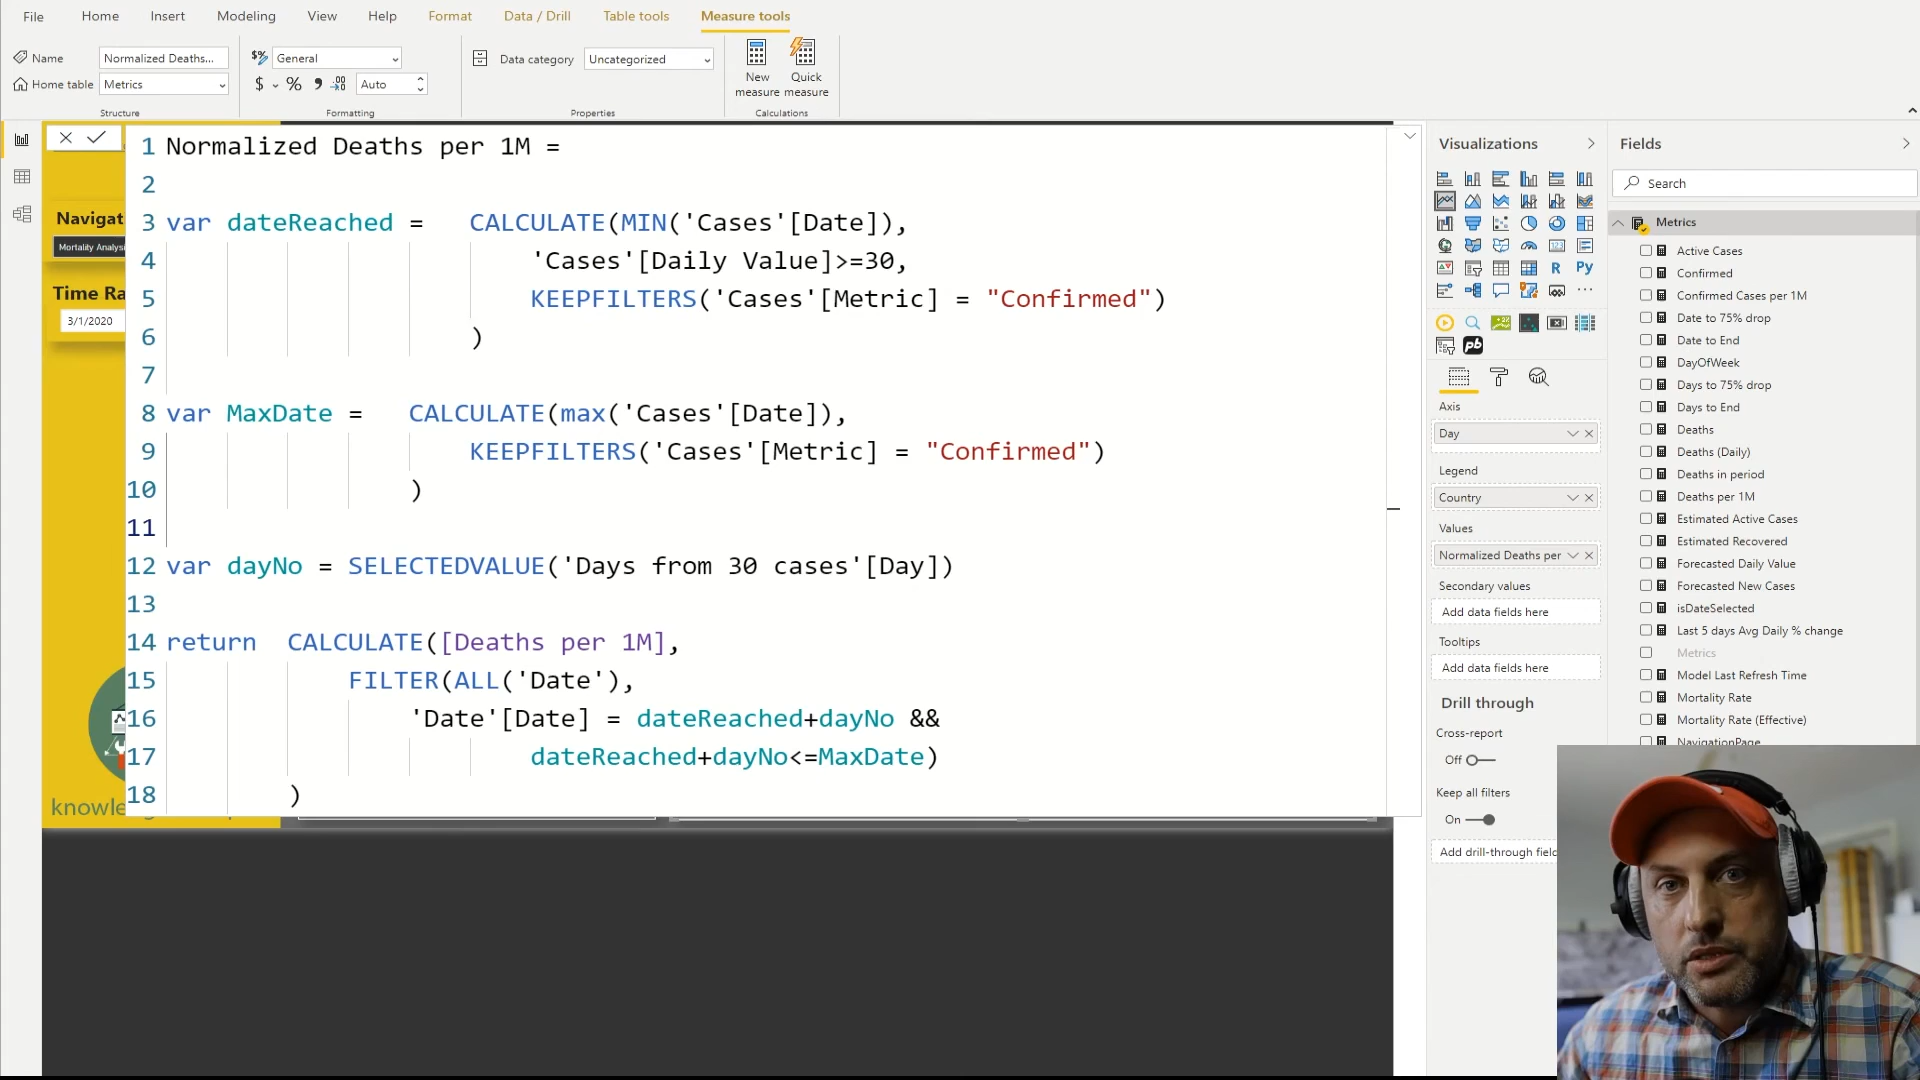 File Home Insert Modeling View Help Format Data / Drill Table tools Measure tools
Name Normalized Deaths...
Home table Metrics
Structure
General
$ % Auto
Formatting
Data category Uncategorized
Properties
New measure
Quick measure
Calculations
Navigat
Mortality Analysi
Time Ra
3/1/2020
knowle
1 Normalized Deaths per 1M =
2
3 var dateReached = CALCULATE(MIN('Cases'[Date]),
4 'Cases'[Daily Value]>=30,
5 KEEPFILTERS('Cases'[Metric] = "Confirmed")
6 )
7
8 var MaxDate = CALCULATE(max('Cases'[Date]),
9 KEEPFILTERS('Cases'[Metric] = "Confirmed")
10 )
11
12 var dayNo = SELECTEDVALUE('Days from 30 cases'[Day])
13
14 return CALCULATE([Deaths per 1M],
15 FILTER(ALL('Date'),
16 'Date'[Date] = dateReached+dayNo &&
17 dateReached+dayNo<=MaxDate)
18 )
Visualizations
R Py
pb
Axis
Day
Legend
Country
Values
Normalized Deaths per
Secondary values
Add data fields here
Tooltips
Add data fields here
Drill through
Cross-report
Off
Keep all filters
On
Add drill-through field
Fields
Search
Metrics
Active Cases
Confirmed
Confirmed Cases per 1M
Date to 75% drop
Date to End
DayOfWeek
Days to 75% drop
Days to End
Deaths
Deaths (Daily)
Deaths in period
Deaths per 1M
Estimated Active Cases
Estimated Recovered
Forecasted Daily Value
Forecasted New Cases
isDateSelected
Last 5 days Avg Daily % change
Metrics
Model Last Refresh Time
Mortality Rate
Mortality Rate (Effective)
NavigationPage